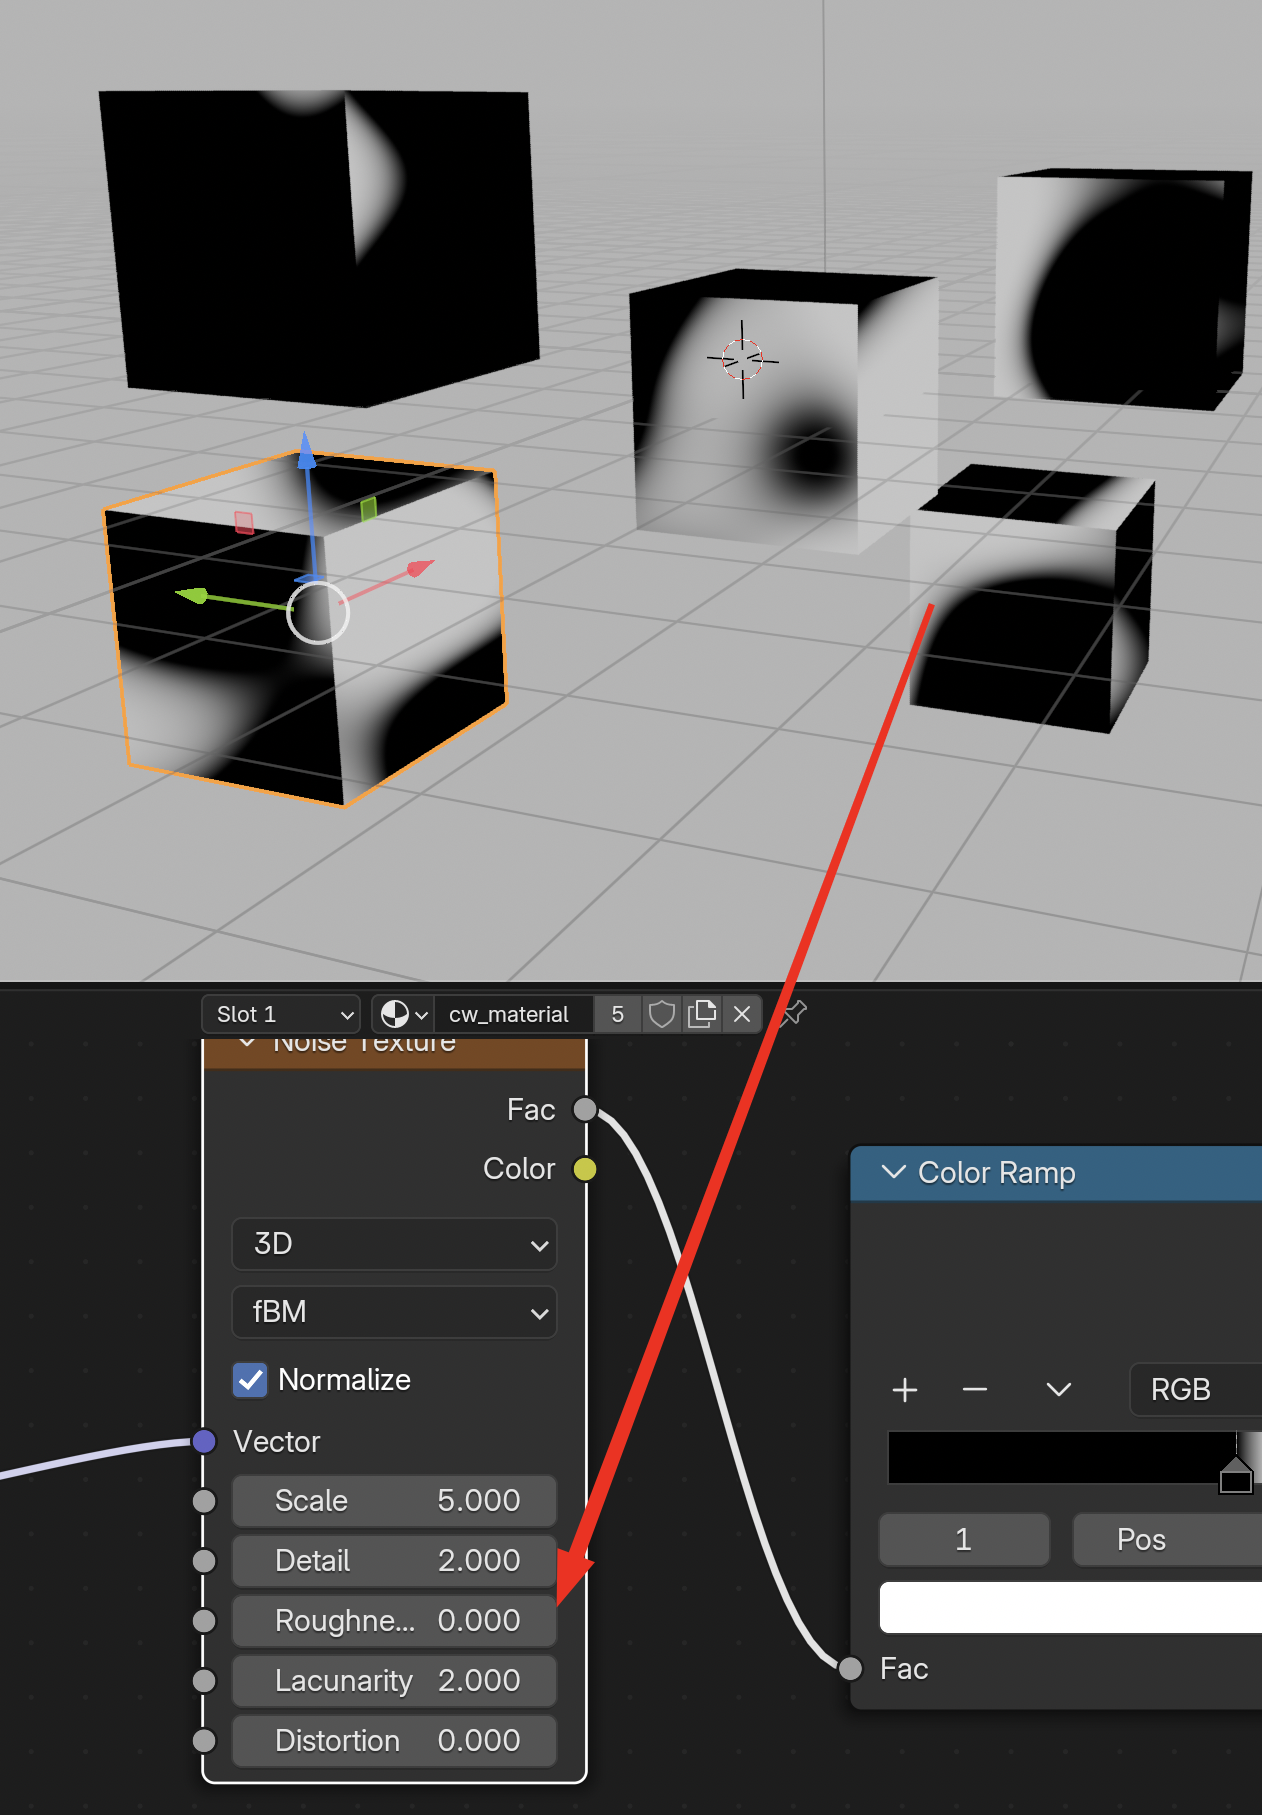 Slot 1
cw_material
5
Noise Texture
Fac
Color
3D
fBM
Normalize
Vector
Scale 5.000
Detail 2.000
Roughne... 0.000
Lacunarity 2.000
Distortion 0.000
Color Ramp
RGB
1
Pos
Fac